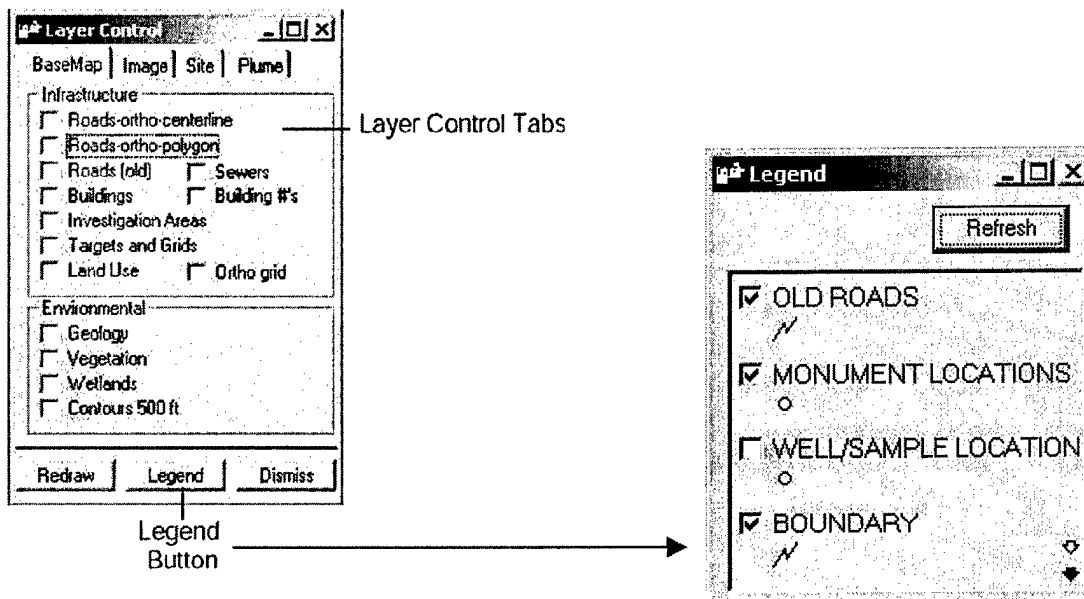 Layer Control
BaseMap Image Site Plume
Infrastructure
Roads-ortho-centerline
Roads-ortho-polygon
Roads (old) Sewers
Buildings Building #'s
Investigation Areas
Targets and Grids
Land Use Ortho grid
Environmental
Geology
Vegetation
Wetlands
Contours 500 ft
Redraw Legend Dismiss
Layer Control Tabs
Legend
Button
Legend
Refresh
OLD ROADS
MONUMENT LOCATIONS
WELL/SAMPLE LOCATION
BOUNDARY